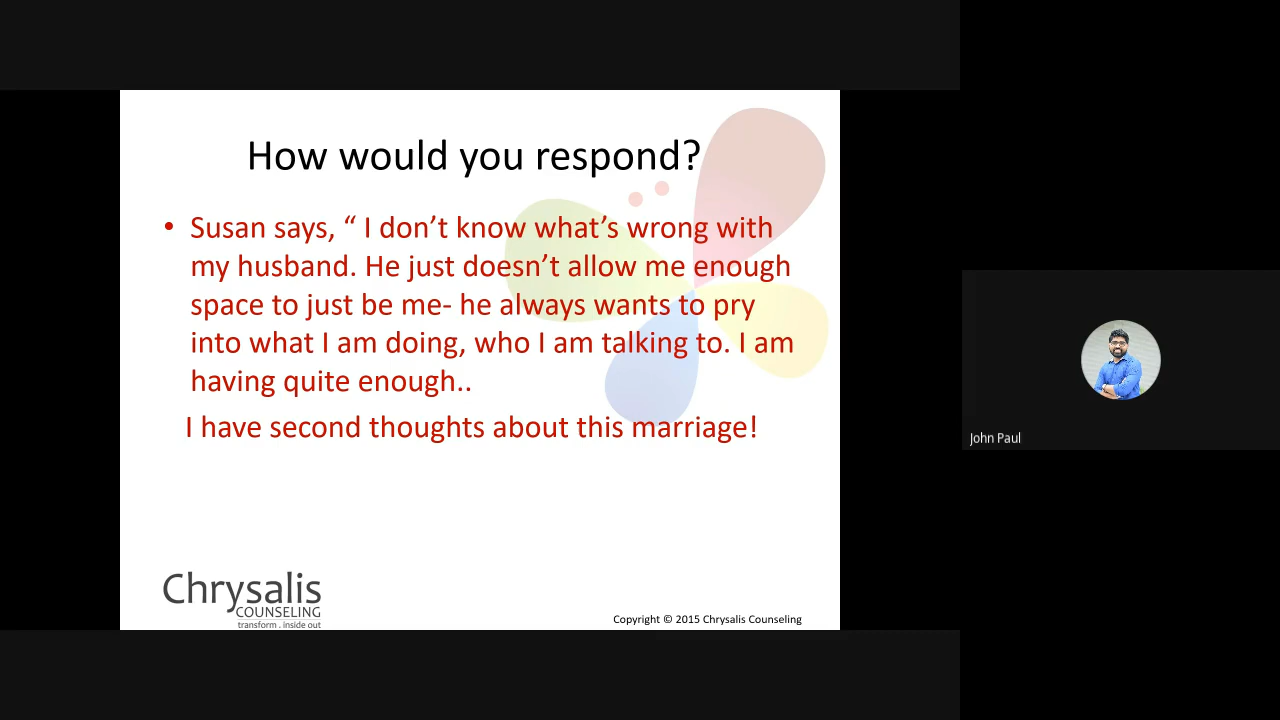 How would you respond?
• Susan says, “ I don’t know what’s wrong with
my husband. He just doesn’t allow me enough
space to just be me- he always wants to pry
into what I am doing, who I am talking to. I am
having quite enough..
I have second thoughts about this marriage!
Chrysalis
COUNSELING
transform . inside out
Copyright © 2015 Chrysalis Counseling
John Paul